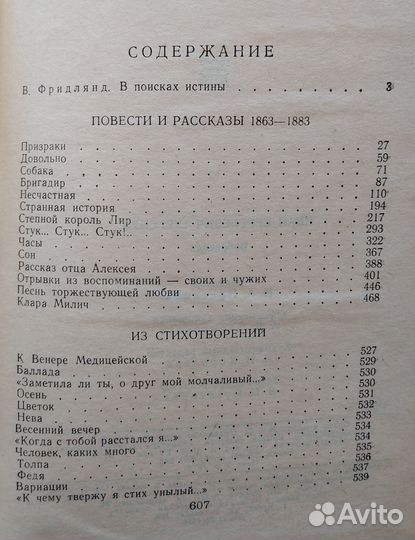 СОДЕРЖАНИЕ
В. Фридлянд. В поисках истины . . . . . . . . 3
ПОВЕСТИ И РАССКАЗЫ 1863—1883
Призраки 27
Довольно 59
Собака 71
Бригадир 87
Несчастная 110
Странная история 194
Степной король Лир 217
Стук... Стук... Стук!.. 293
Часы 322
Сон 367
Рассказ отца Алексея 388
Отрывки из воспоминаний — своих и чужих 401
Песнь торжествующей любви 446
Клара Милич 468
ИЗ СТИХОТВОРЕНИЙ
К Венере Медицейской 527
Баллада 529
«Заметила ли ты, о друг мой молчаливый...» 530
Осень 530
Цветок 531
Нева 532
Весенний вечер 533
«Когда с тобой расстался я...» 534
Человек, каких много 534
Толпа 535
Федя 536
Вариации 537
«К чему твержу я стих унылый...» 539
607
Avito